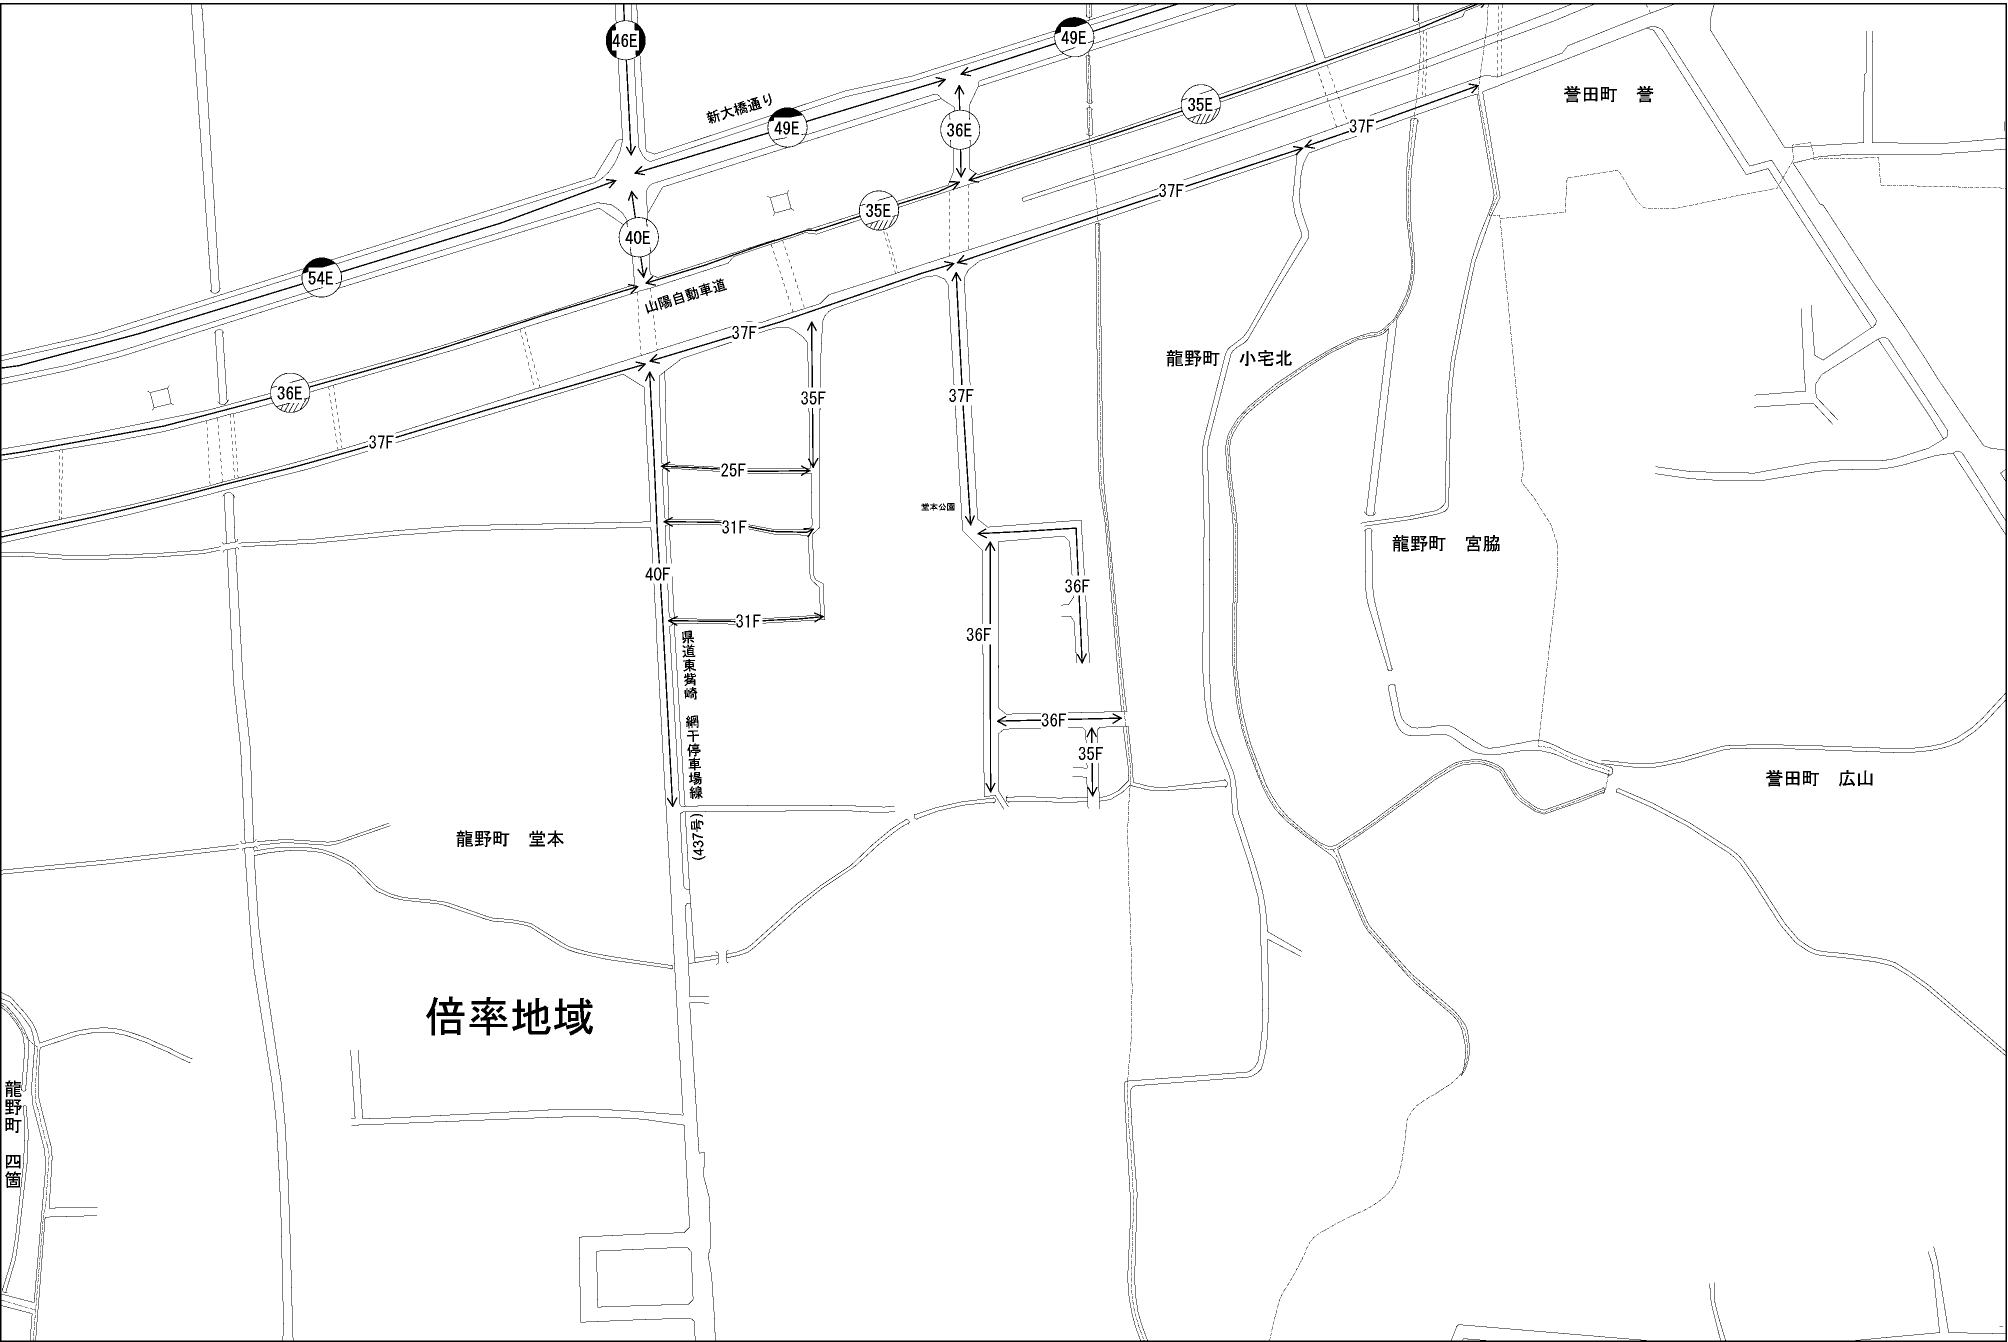 46E
49E
新大橋通り
49E
36E
35E
37F
誉田町　誉
37F
35E
40E
54E
山陽自動車道
37F
36E
35F
37F
37F
龍野町　小宅北
25F
31F
堂本公園
龍野町　宮脇
40F
36F
31F
36F
県道東觜崎　網干停車場線
(437号)
36F
35F
誉田町　広山
龍野町　堂本
倍率地域
龍野町　四箇